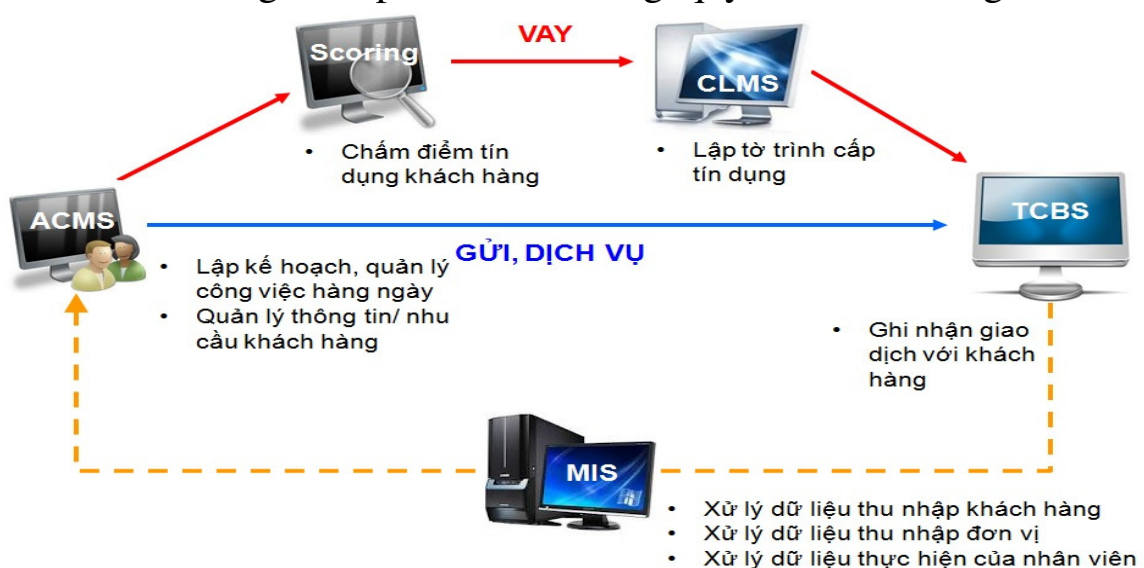 VAY
Scoring
CLMS
• Chấm điểm tín
dụng khách hàng
• Lập tờ trình cấp
tín dụng
ACMS
TCBS
GỬI, DỊCH VỤ
• Lập kế hoạch, quản lý
công việc hàng ngày
• Quản lý thông tin/ nhu
cầu khách hàng
• Ghi nhận giao
dịch với khách
hàng
MIS
• Xử lý dữ liệu thu nhập khách hàng
• Xử lý dữ liệu thu nhập đơn vị
• Xử lý dữ liệu thực hiện của nhân viên